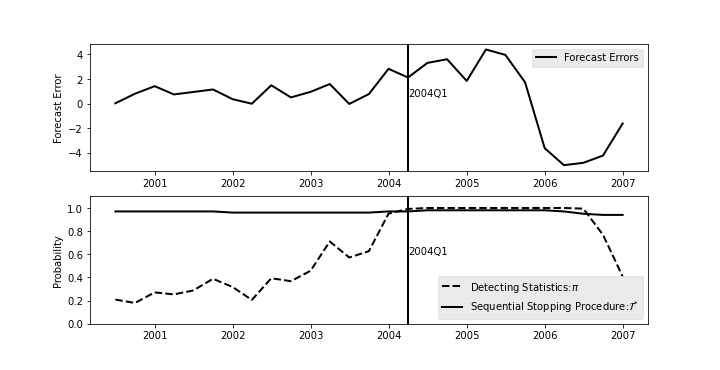 4
2
0
−2
−4
Forecast Error
Forecast Errors
2004Q1
2001 2002 2003 2004 2005 2006 2007
1.0
0.8
0.6
0.4
0.2
0.0
Probability
2004Q1
Detecting Statistics:π
Sequential Stopping Procedure:𝒯*
2001 2002 2003 2004 2005 2006 2007